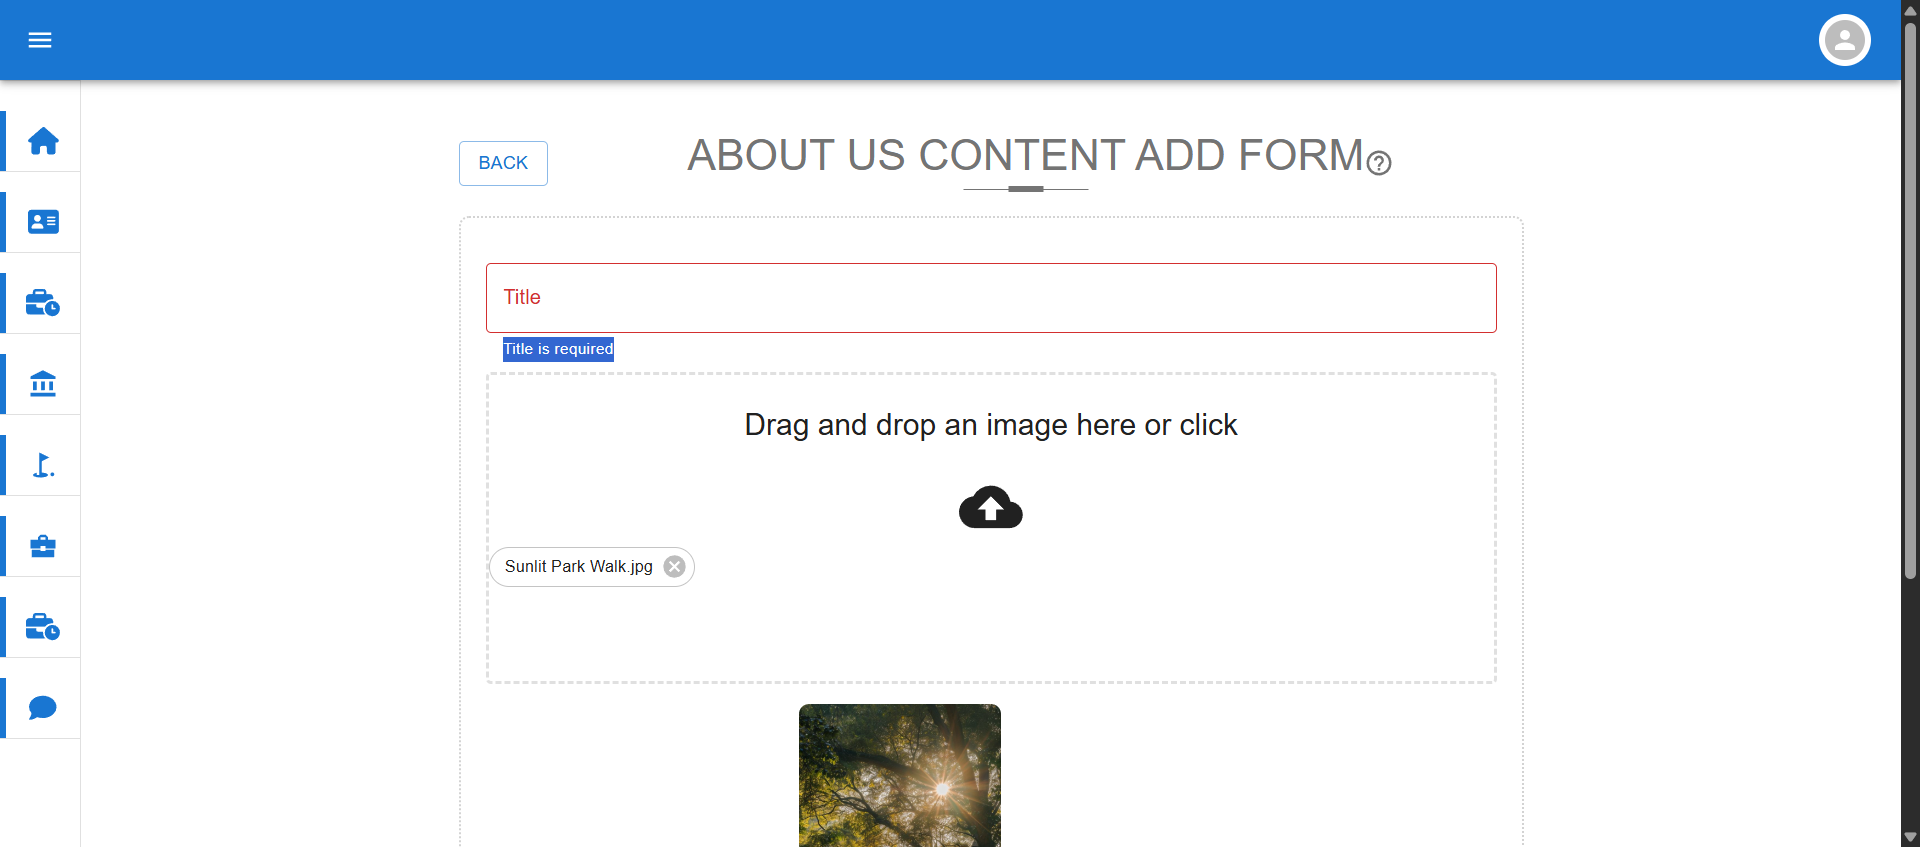 BACK
ABOUT US CONTENT ADD FORM
Title
Title is required
Drag and drop an image here or click
Sunlit Park Walk.jpg